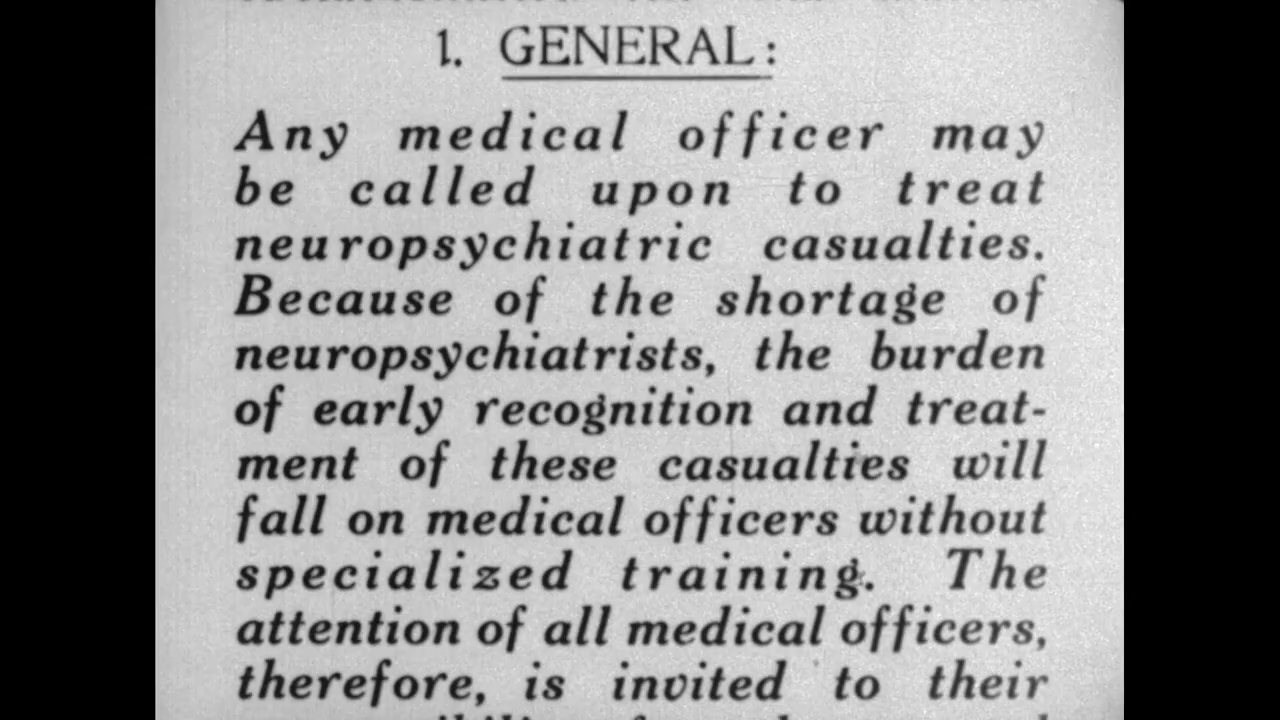 1. GENERAL:
Any medical officer may
be called upon to treat
neuropsychiatric casualties.
Because of the shortage of
neuropsychiatrists, the burden
of early recognition and treat-
ment of these casualties will
fall on medical officers without
specialized training. The
attention of all medical officers,
therefore, is invited to their